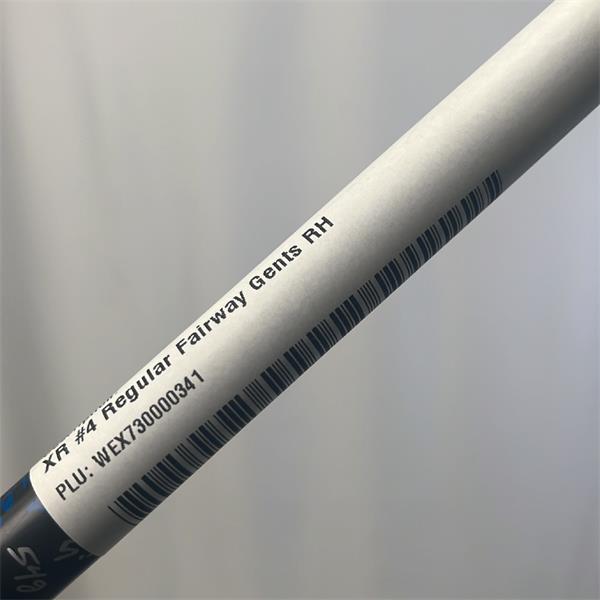 XR #4 Regular Fairway Gents RH
PLU: WEX730000341